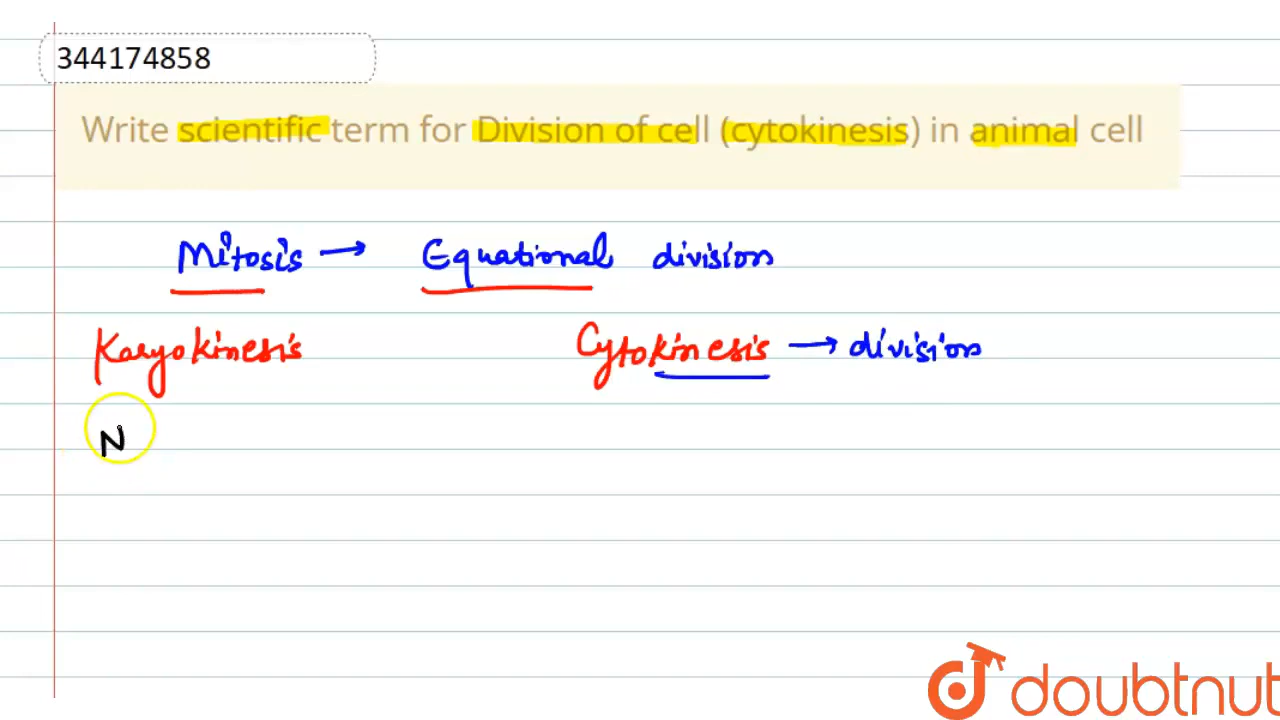 344174858
Write scientific term for Division of cell (cytokinesis) in animal cell
Mitosis → Equational division
Karyokinesis Cytokinesis → division
N
doubtnut